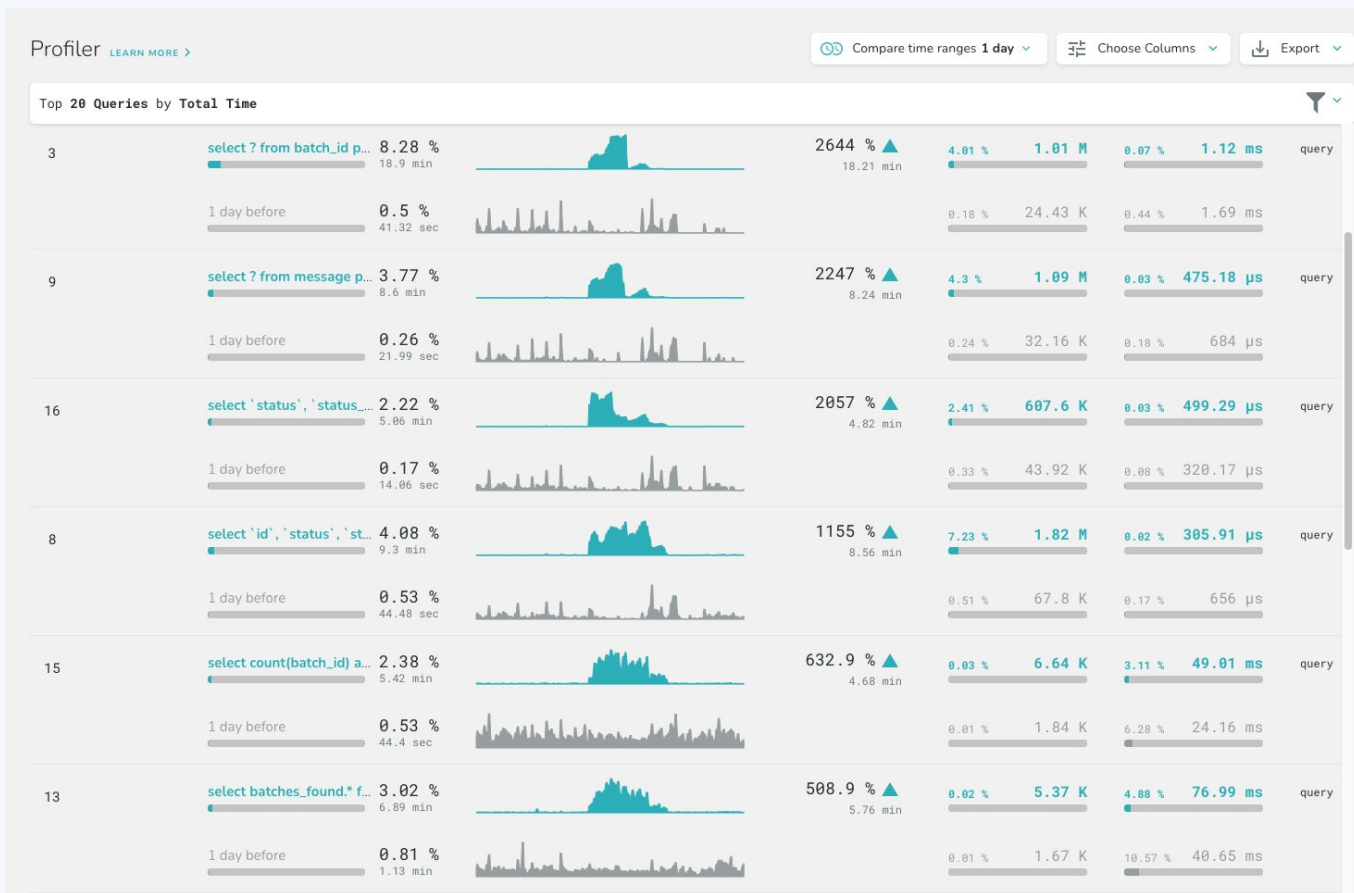 Profiler LEARN MORE >
Compare time ranges 1 day
Choose Columns
Export
Top 20 Queries by Total Time
3 select ? from batch_id p... 8.28 % 2644 % ▲ 4.01 % 1.01 M 0.07 % 1.12 ms query
18.9 min 18.21 min
1 day before 0.5 % 0.18 % 24.43 K 0.44 % 1.69 ms
41.32 sec
9 select ? from message p... 3.77 % 2247 % ▲ 4.3 % 1.09 M 0.03 % 475.18 µs query
8.6 min 8.24 min
1 day before 0.26 % 0.24 % 32.16 K 0.18 % 684 µs
21.99 sec
16 select `status`, `status_... 2.22 % 2057 % ▲ 2.41 % 607.6 K 0.03 % 499.29 µs query
5.06 min 4.82 min
1 day before 0.17 % 0.33 % 43.92 K 0.08 % 320.17 µs
14.06 sec
8 select `id`, `status`, `st... 4.08 % 1155 % ▲ 7.23 % 1.82 M 0.02 % 305.91 µs query
9.3 min 8.56 min
1 day before 0.53 % 0.51 % 67.8 K 0.17 % 656 µs
44.48 sec
15 select count(batch_id) a... 2.38 % 632.9 % ▲ 0.03 % 6.64 K 3.11 % 49.01 ms query
5.42 min 4.68 min
1 day before 0.53 % 0.01 % 1.84 K 6.28 % 24.16 ms
44.4 sec
13 select batches_found.* f... 3.02 % 508.9 % ▲ 0.02 % 5.37 K 4.88 % 76.99 ms query
6.89 min 5.76 min
1 day before 0.81 % 0.01 % 1.67 K 10.57 % 40.65 ms
1.13 min